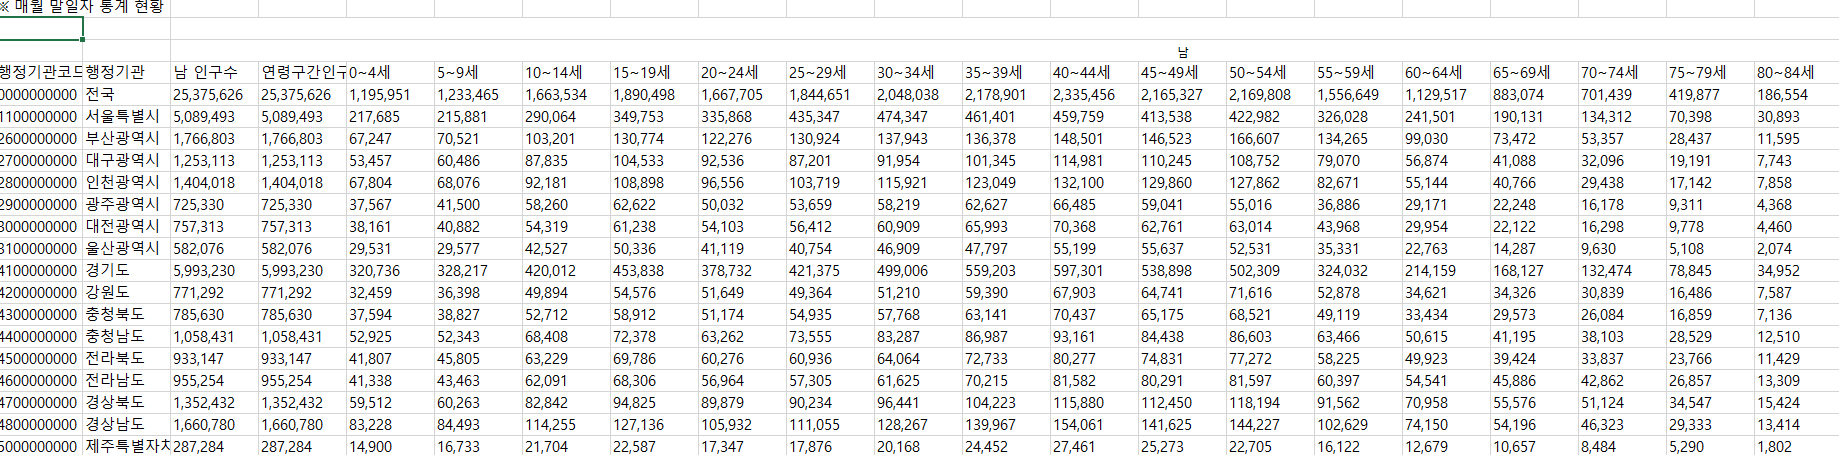 ※ 매월 말일자 통계 현황
남
행정기관코드 행정기관 남 인구수 연령구간인구 0~4세 5~9세 10~14세 15~19세 20~24세 25~29세 30~34세 35~39세 40~44세 45~49세 50~54세 55~59세 60~64세 65~69세 70~74세 75~79세 80~84세
0000000000 전국 25,375,626 25,375,626 1,195,951 1,233,465 1,663,534 1,890,498 1,667,705 1,844,651 2,048,038 2,178,901 2,335,456 2,165,327 2,169,808 1,556,649 1,129,517 883,074 701,439 419,877 186,554
1100000000 서울특별시 5,089,493 5,089,493 217,685 215,881 290,064 349,753 335,868 435,347 474,347 461,401 459,759 413,538 422,982 326,028 241,501 190,131 134,312 70,398 30,893
2600000000 부산광역시 1,766,803 1,766,803 67,247 70,521 103,201 130,774 122,276 130,924 137,943 136,378 148,501 146,523 166,607 134,265 99,030 73,472 53,357 28,437 11,595
2700000000 대구광역시 1,253,113 1,253,113 53,457 60,486 87,835 104,533 92,536 87,201 91,954 101,345 114,981 110,245 108,752 79,070 56,874 41,088 32,096 19,191 7,743
2800000000 인천광역시 1,404,018 1,404,018 67,804 68,076 92,181 108,898 96,556 103,719 115,921 123,049 132,100 129,860 127,862 82,671 55,144 40,766 29,438 17,142 7,858
2900000000 광주광역시 725,330 725,330 37,567 41,500 58,260 62,622 50,032 53,659 58,219 62,627 66,485 59,041 55,016 36,886 29,171 22,248 16,178 9,311 4,368
3000000000 대전광역시 757,313 757,313 38,161 40,882 54,319 61,238 54,103 56,412 60,909 65,993 70,368 62,761 63,014 43,968 29,954 22,122 16,298 9,778 4,460
3100000000 울산광역시 582,076 582,076 29,531 29,577 42,527 50,336 41,119 40,754 46,909 47,797 55,199 55,637 52,531 35,331 22,763 14,287 9,630 5,108 2,074
4100000000 경기도 5,993,230 5,993,230 320,736 328,217 420,012 453,838 378,732 421,375 499,006 559,203 597,301 538,898 502,309 324,032 214,159 168,127 132,474 78,845 34,952
4200000000 강원도 771,292 771,292 32,459 36,398 49,894 54,576 51,649 49,364 51,210 59,390 67,903 64,741 71,616 52,878 34,621 34,326 30,839 16,486 7,587
4300000000 충청북도 785,630 785,630 37,594 38,827 52,712 58,912 51,174 54,935 57,768 63,141 70,437 65,175 68,521 49,119 33,434 29,573 26,084 16,859 7,136
4400000000 충청남도 1,058,431 1,058,431 52,925 52,343 68,408 72,378 63,262 73,555 83,287 86,987 93,161 84,438 86,603 63,466 50,615 41,195 38,103 28,529 12,510
4500000000 전라북도 933,147 933,147 41,807 45,805 63,229 69,786 60,276 60,936 64,064 72,733 80,277 74,831 77,272 58,225 49,923 39,424 33,837 23,766 11,429
4600000000 전라남도 955,254 955,254 41,338 43,463 62,091 68,306 56,964 57,305 61,625 70,215 81,582 80,291 81,597 60,397 54,541 45,886 42,862 26,857 13,309
4700000000 경상북도 1,352,432 1,352,432 59,512 60,263 82,842 94,825 89,879 90,234 96,441 104,223 115,880 112,450 118,194 91,562 70,958 55,576 51,124 34,547 15,424
4800000000 경상남도 1,660,780 1,660,780 83,228 84,493 114,255 127,136 105,932 111,055 128,267 139,967 154,061 141,625 144,227 102,629 74,150 54,196 46,323 29,333 13,414
5000000000 제주특별자치 287,284 287,284 14,900 16,733 21,704 22,587 17,347 17,876 20,168 24,452 27,461 25,273 22,705 16,122 12,679 10,657 8,484 5,290 1,802